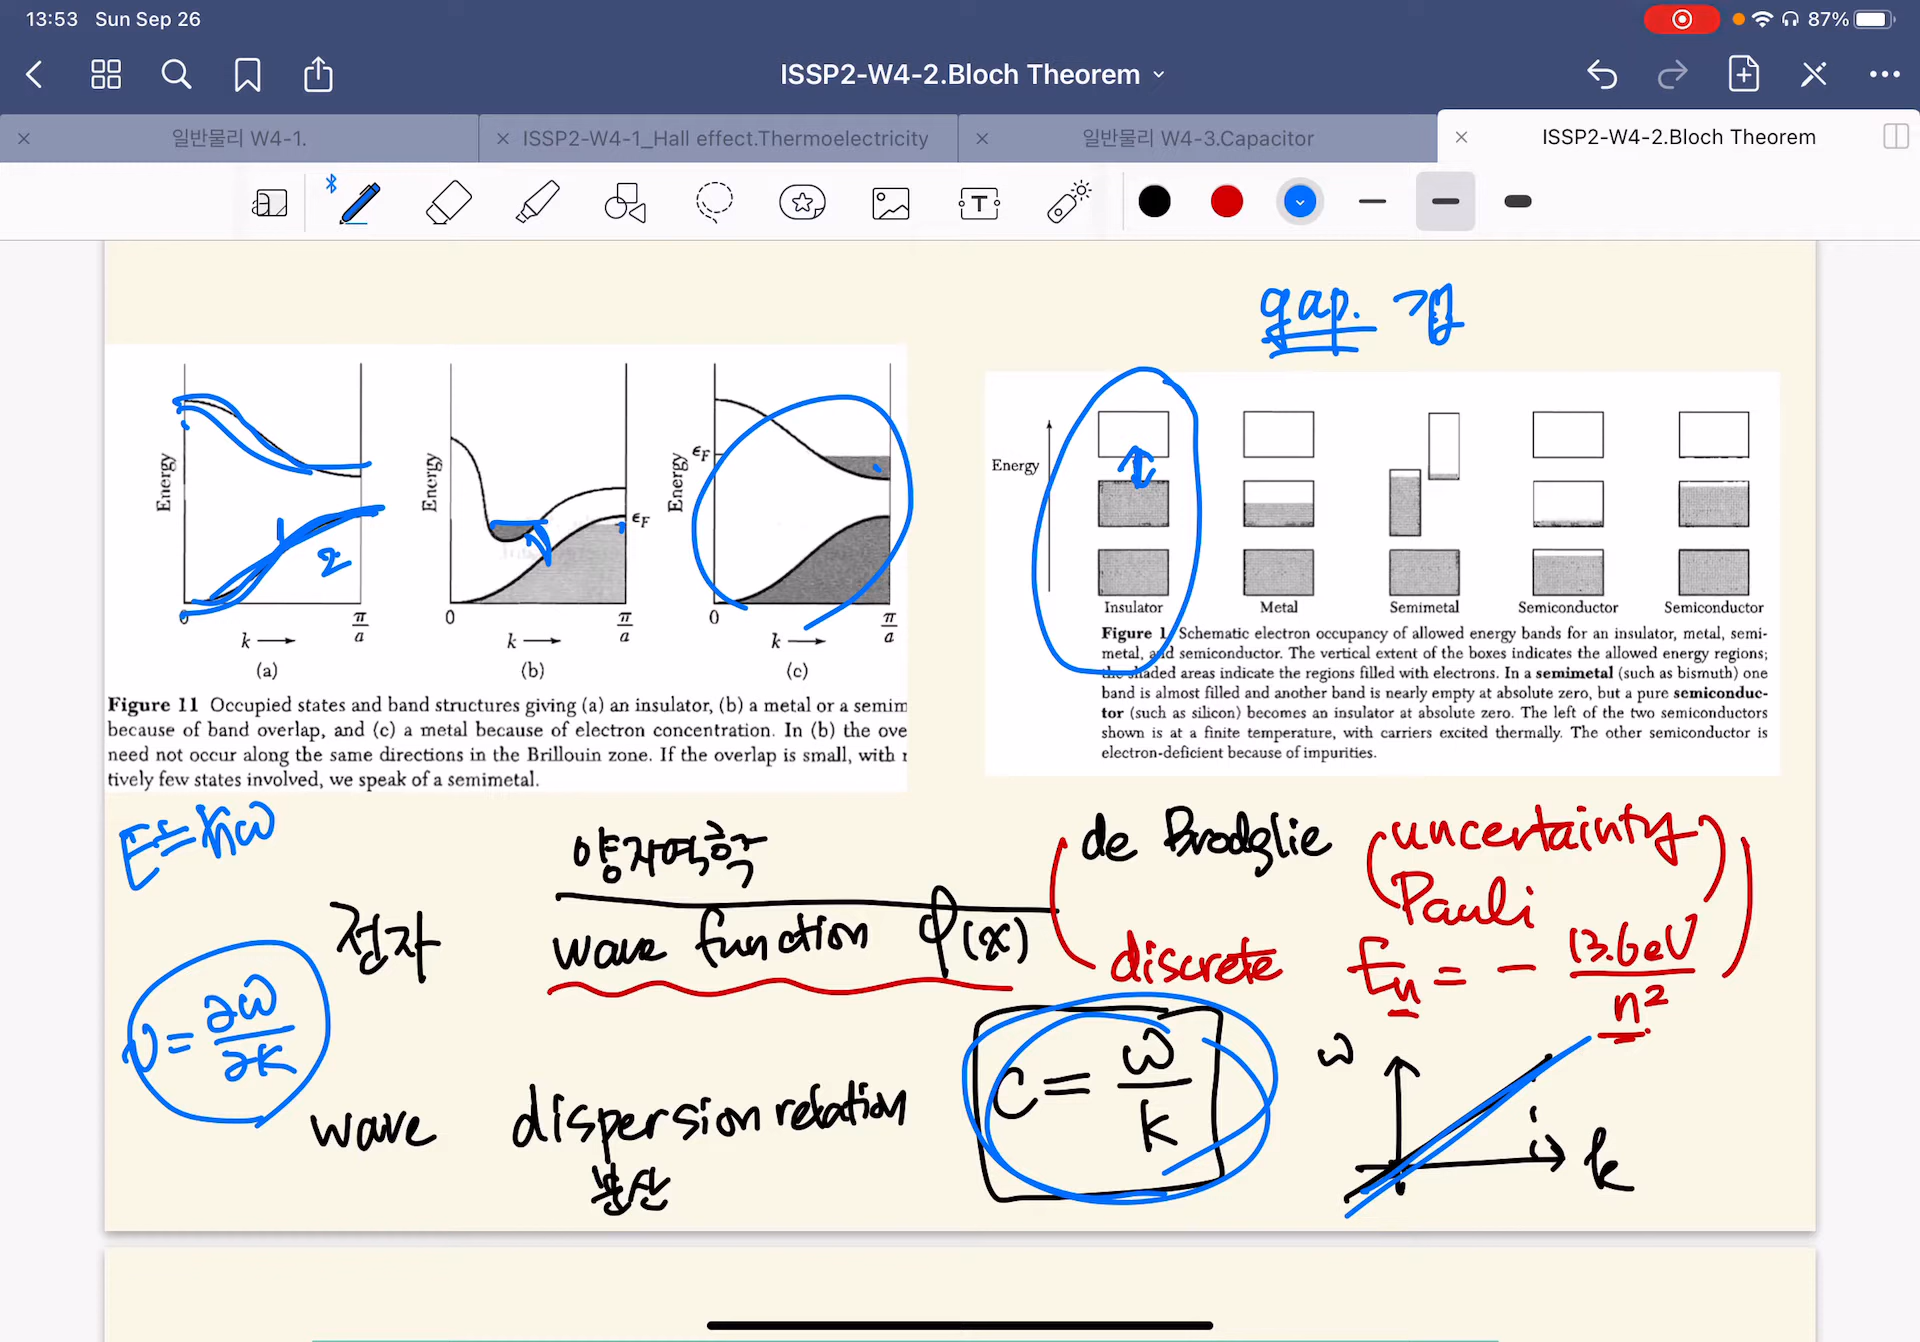 13:53 Sun Sep 26
87%
ISSP2-W4-2.Bloch Theorem
일반물리 W4-1.
ISSP2-W4-1_Hall effect.Thermoelectricity
일반물리 W4-3.Capacitor
ISSP2-W4-2.Bloch Theorem
gap. 갭
Energy
0
k
π/a
(a)
1
2
Energy
0
k
π/a
(b)
ϵF
Energy
ϵF
0
k
π/a
(c)
Figure 11 Occupied states and band structures giving (a) an insulator, (b) a metal or a semim
because of band overlap, and (c) a metal because of electron concentration. In (b) the ove
need not occur along the same directions in the Brillouin zone. If the overlap is small, with r
tively few states involved, we speak of a semimetal.
Energy
Insulator Metal Semimetal Semiconductor Semiconductor
Figure 1 Schematic electron occupancy of allowed energy bands for an insulator, metal, semi-
metal, and semiconductor. The vertical extent of the boxes indicates the allowed energy regions;
the shaded areas indicate the regions filled with electrons. In a semimetal (such as bismuth) one
band is almost filled and another band is nearly empty at absolute zero, but a pure semiconduc-
tor (such as silicon) becomes an insulator at absolute zero. The left of the two semiconductors
shown is at a finite temperature, with carriers excited thermally. The other semiconductor is
electron-deficient because of impurities.
E=ħω
양자역학
de Brodglie (uncertainty)
Pauli
전자
wave function φ(x)
discrete En = - 13.6eV/n²
v = ∂ω/∂k
wave
dispersion relation
분산
c = ω/k
ω
k